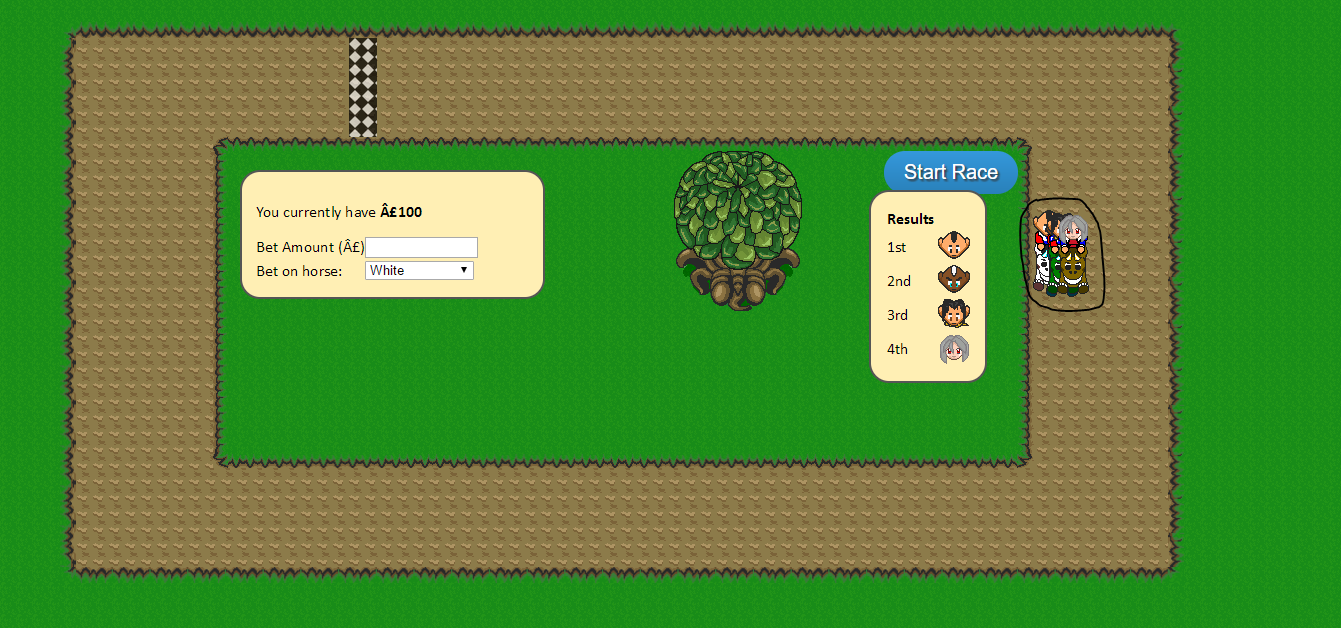 You currently have Â£100
Bet Amount (Â£)
Bet on horse: White
Start Race
Results
1st
2nd
3rd
4th